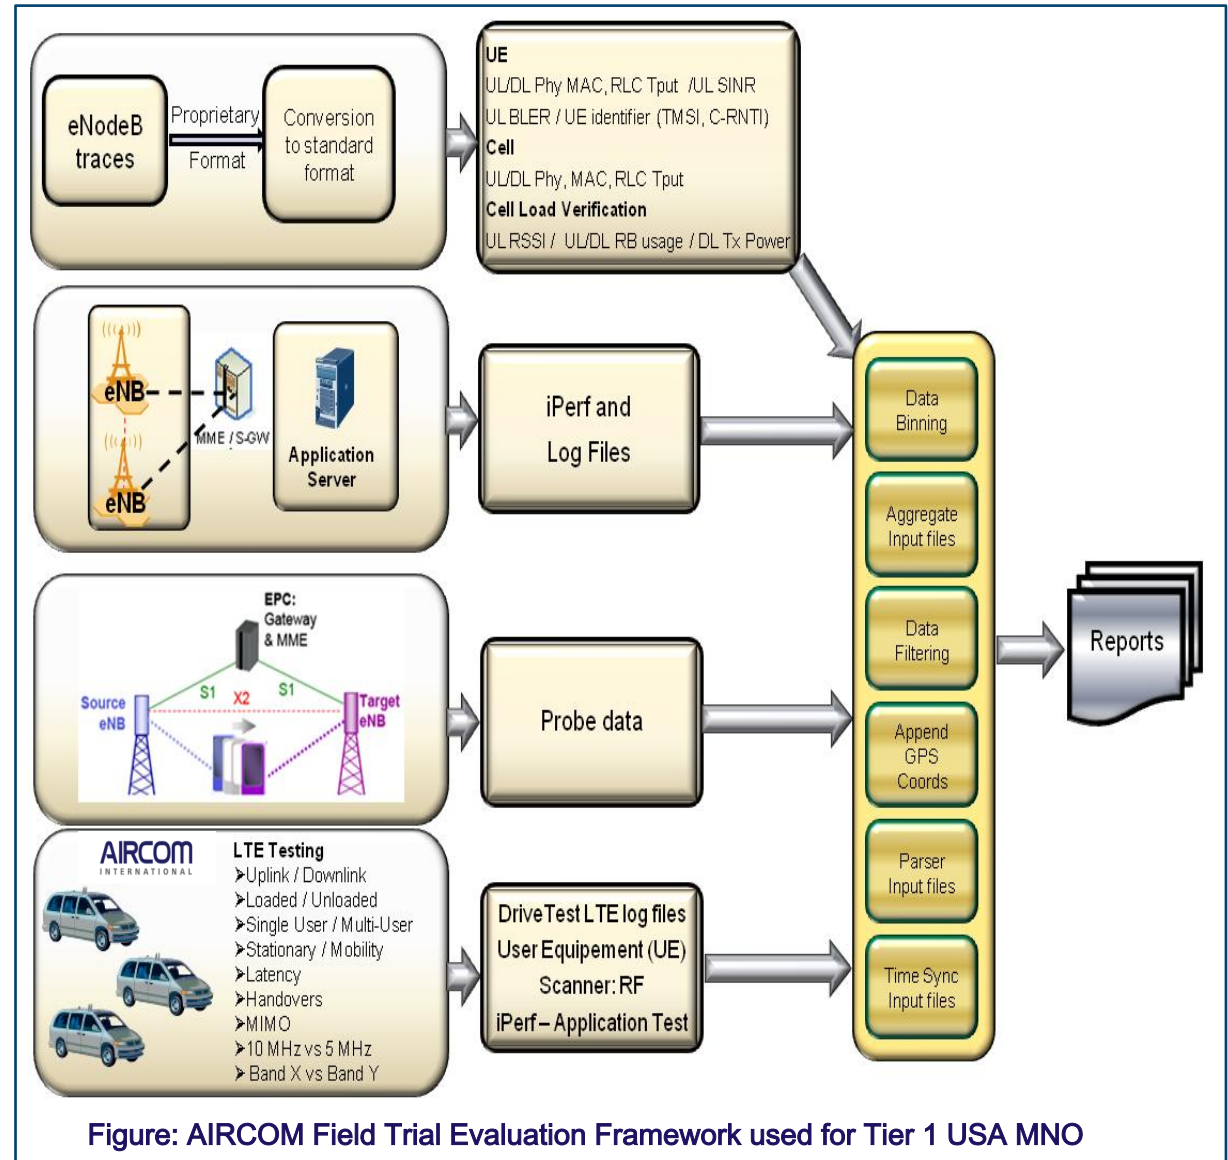 eNodeB
traces
Proprietary
Format
Conversion
to standard
format
UE
UL/DL Phy MAC, RLC Tput /UL SINR
UL BLER / UE identifier (TMSI, C-RNTI)
Cell
UL/DL Phy, MAC, RLC Tput
Cell Load Verification
UL RSSI / UL/DL RB usage / DL Tx Power
eNB
eNB
MME / S-GW
Application
Server
iPerf and
Log Files
EPC:
Gateway
& MME
S1
S1
X2
Source
eNB
Target
eNB
Probe data
AIRCOM
INTERNATIONAL
LTE Testing
➢Uplink / Downlink
➢Loaded / Unloaded
➢Single User / Multi-User
➢Stationary / Mobility
➢Latency
➢Handovers
➢MIMO
➢10 MHz vs 5 MHz
➢Band X vs Band Y
DriveTest LTE log files
User Equipement (UE)
Scanner: RF
iPerf – Application Test
Data
Binning
Aggregate
Input files
Data
Filtering
Append
GPS
Coords
Parser
Input files
Time Sync
Input files
Reports
Figure: AIRCOM Field Trial Evaluation Framework used for Tier 1 USA MNO